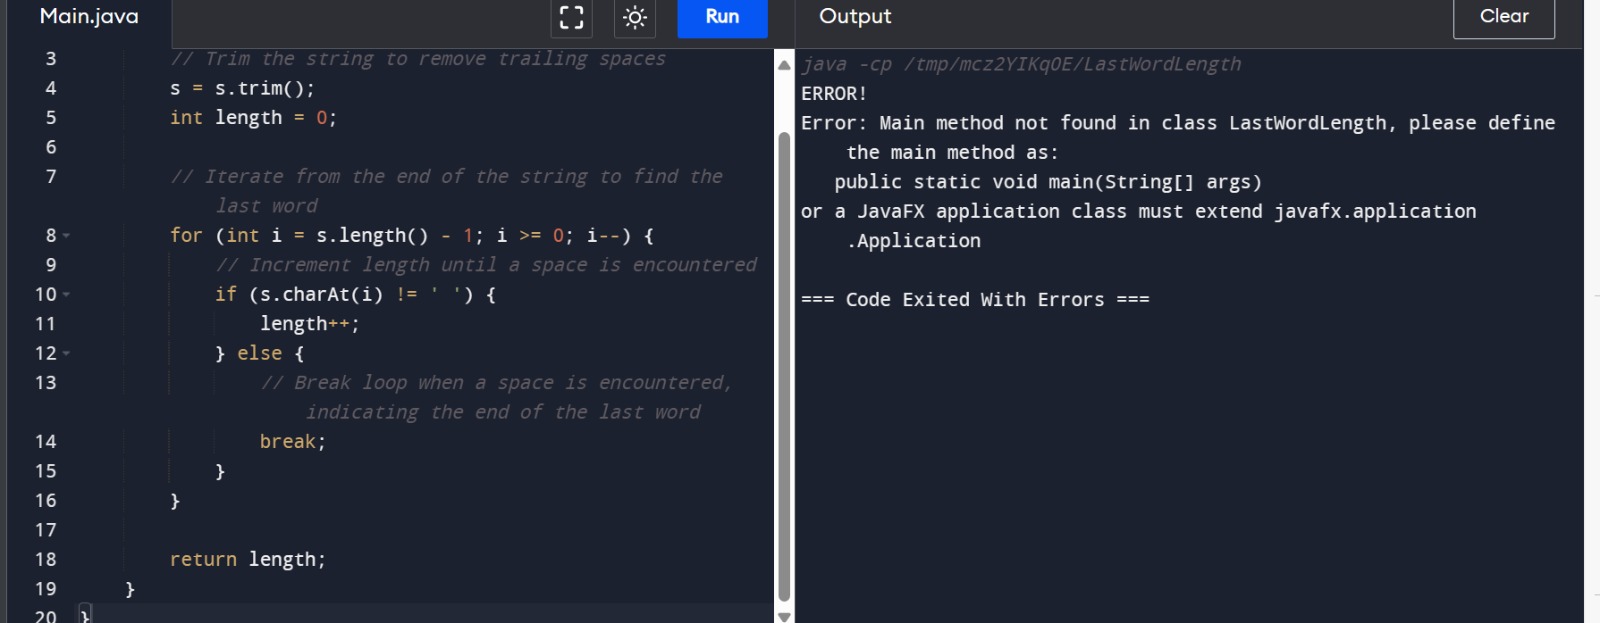 Main.java
Run
Output
Clear
3 // Trim the string to remove trailing spaces
4 s = s.trim();
5 int length = 0;
6
7 // Iterate from the end of the string to find the
last word
8 for (int i = s.length() - 1; i >= 0; i--) {
9 // Increment length until a space is encountered
10 if (s.charAt(i) != ' ') {
11 length++;
12 } else {
13 // Break loop when a space is encountered,
indicating the end of the last word
14 break;
15 }
16 }
17
18 return length;
19 }
20 }
java -cp /tmp/mcz2YIKqOE/LastWordLength
ERROR!
Error: Main method not found in class LastWordLength, please define
the main method as:
public static void main(String[] args)
or a JavaFX application class must extend javafx.application
.Application
=== Code Exited With Errors ===